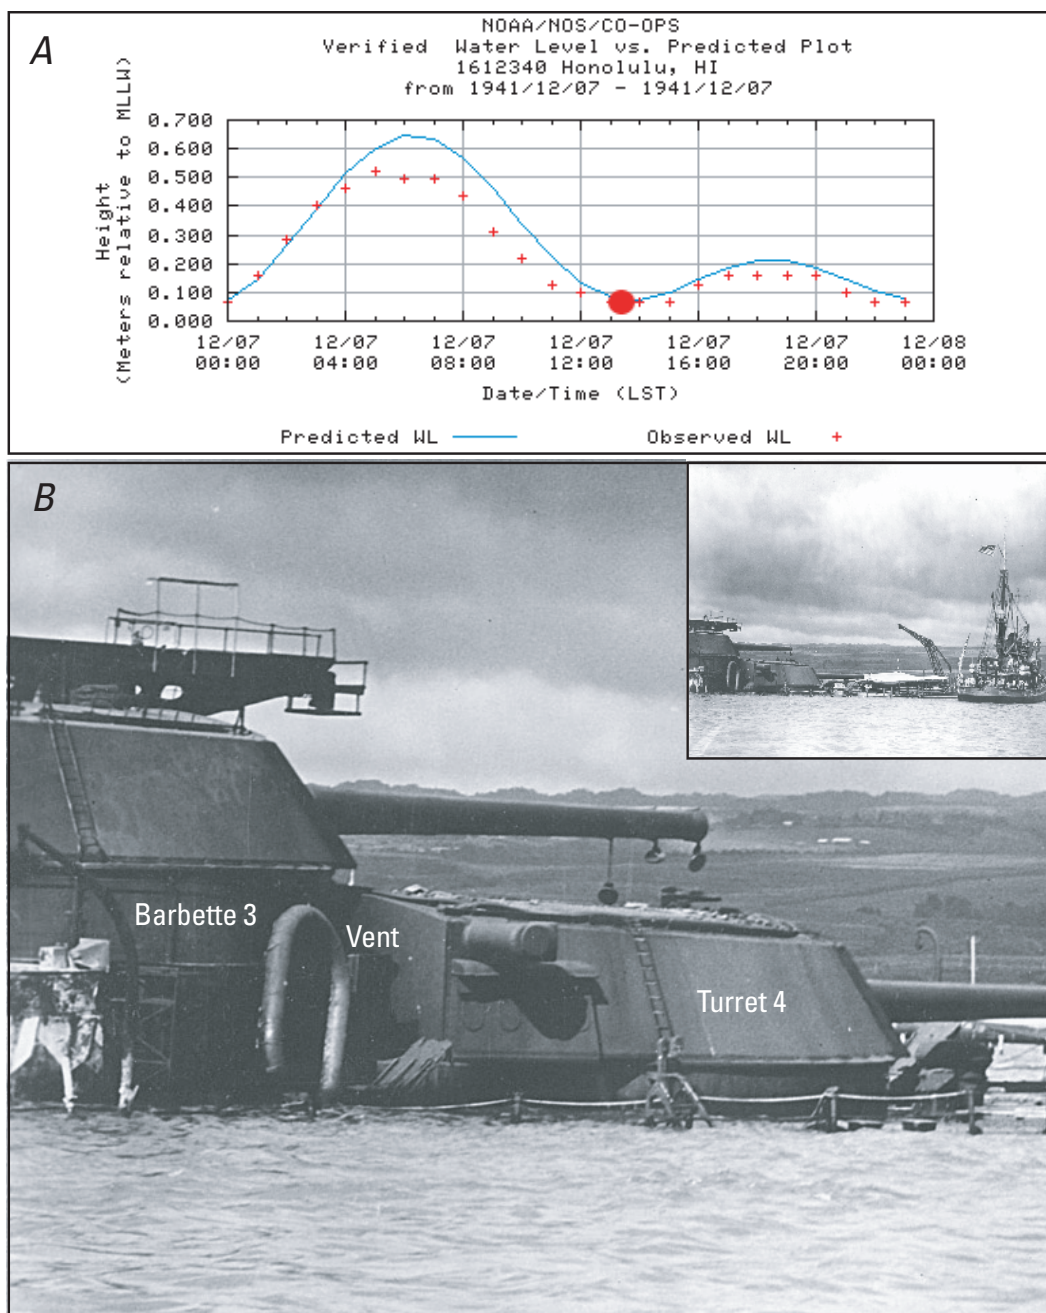 A
NOAA/NOS/CO-OPS
Verified Water Level vs. Predicted Plot
1612340 Honolulu, HI
from 1941/12/07 - 1941/12/07
Height
(Meters relative to MLLW)
0.700
0.600
0.500
0.400
0.300
0.200
0.100
0.000
12/07 12/07 12/07 12/07 12/07 12/07 12/08
00:00 04:00 08:00 12:00 16:00 20:00 00:00
Date/Time (LST)
Predicted WL Observed WL +
B
Barbette 3
Vent
Turret 4